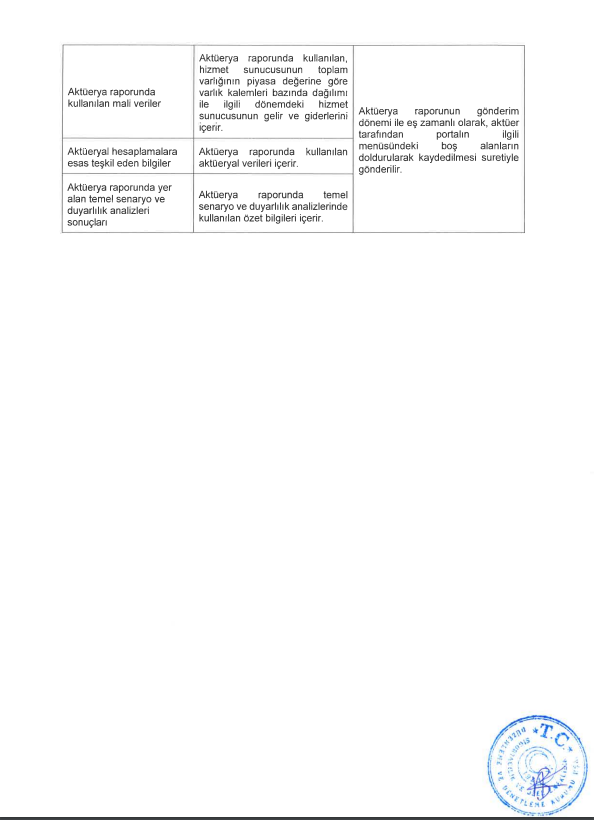 Aktüerya raporunda
kullanılan mali veriler
Aktüerya raporunda kullanılan,
hizmet sunucusunun toplam
varlığının piyasa değerine göre
varlık kalemleri bazında dağılımı
ile ilgili dönemdeki hizmet
sunucusunun gelir ve giderlerini
içerir.
Aktüerya raporunun gönderim
dönemi ile eş zamanlı olarak, aktüer
tarafından portalın ilgili
menüsündeki boş alanların
doldurularak kaydedilmesi suretiyle
gönderilir.
Aktüeryal hesaplamalara
esas teşkil eden bilgiler
Aktüerya raporunda kullanılan
aktüeryal verileri içerir.
Aktüerya raporunda yer
alan temel senaryo ve
duyarlılık analizleri
sonuçları
Aktüerya raporunda temel
senaryo ve duyarlılık analizlerinde
kullanılan özet bilgileri içerir.
T.C.
DÜZENLEME VE DENETLEME KURUMU